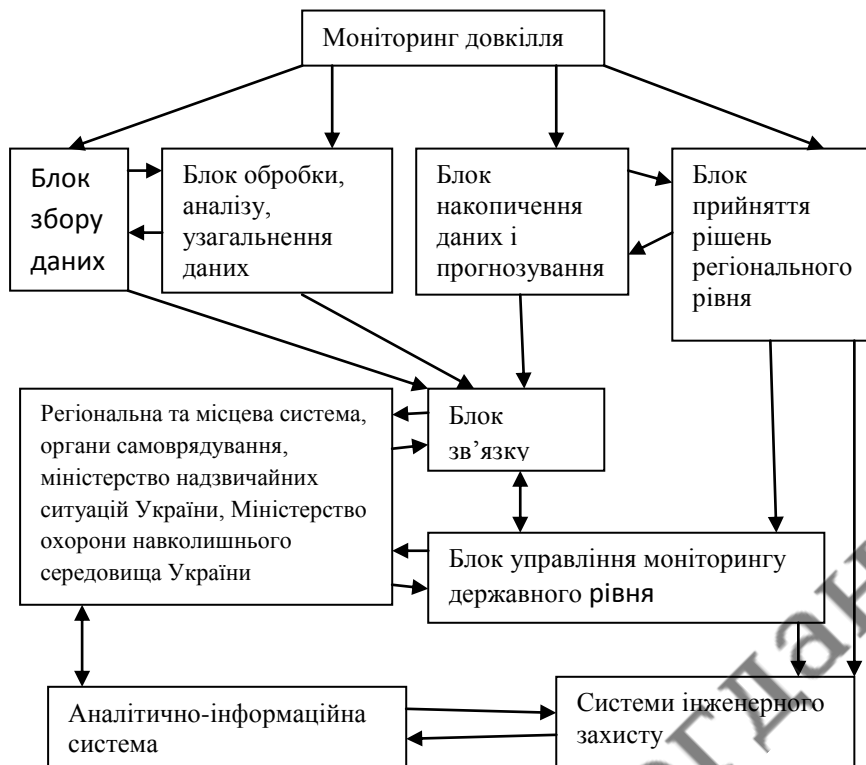 Моніторинг довкілля
Блок
збору
даних
Блок обробки,
аналізу,
узагальнення
даних
Блок
накопичення
даних і
прогнозування
Блок
прийняття
рішень
регіонального
рівня
Регіональна та місцева система,
органи самоврядування,
міністерство надзвичайних
ситуацій України, Міністерство
охорони навколишнього
середовища України
Блок
зв’язку
Блок управління моніторингу
державного рівня
Аналітично-інформаційна
система
Системи інженерного
захисту